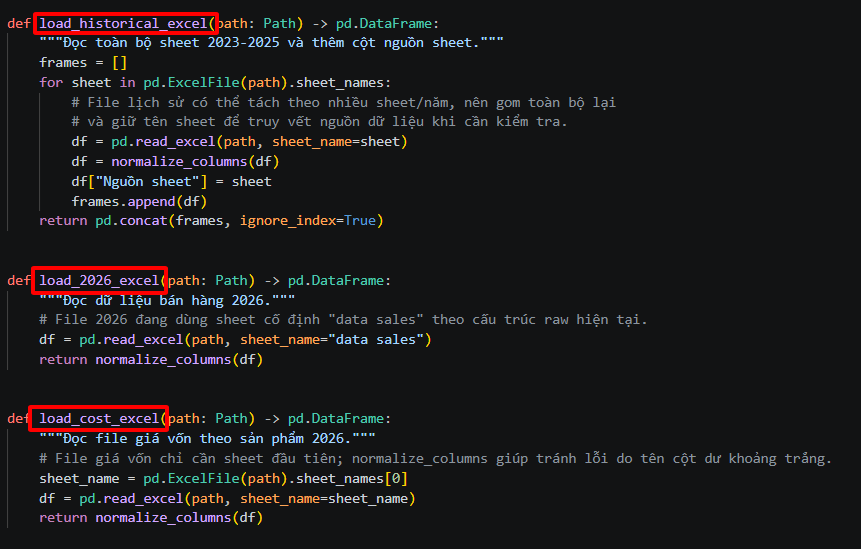 def load_historical_excel(path: Path) -> pd.DataFrame:
"""Đọc toàn bộ sheet 2023-2025 và thêm cột nguồn sheet."""
frames = []
for sheet in pd.ExcelFile(path).sheet_names:
# File lịch sử có thể tách theo nhiều sheet/năm, nên gom toàn bộ lại
# và giữ tên sheet để truy vết nguồn dữ liệu khi cần kiểm tra.
df = pd.read_excel(path, sheet_name=sheet)
df = normalize_columns(df)
df["Nguồn sheet"] = sheet
frames.append(df)
return pd.concat(frames, ignore_index=True)
def load_2026_excel(path: Path) -> pd.DataFrame:
"""Đọc dữ liệu bán hàng 2026."""
# File 2026 đang dùng sheet cố định "data sales" theo cấu trúc raw hiện tại.
df = pd.read_excel(path, sheet_name="data sales")
return normalize_columns(df)
def load_cost_excel(path: Path) -> pd.DataFrame:
"""Đọc file giá vốn theo sản phẩm 2026."""
# File giá vốn chỉ cần sheet đầu tiên; normalize_columns giúp tránh lỗi do tên cột dư khoảng trắng.
sheet_name = pd.ExcelFile(path).sheet_names[0]
df = pd.read_excel(path, sheet_name=sheet_name)
return normalize_columns(df)